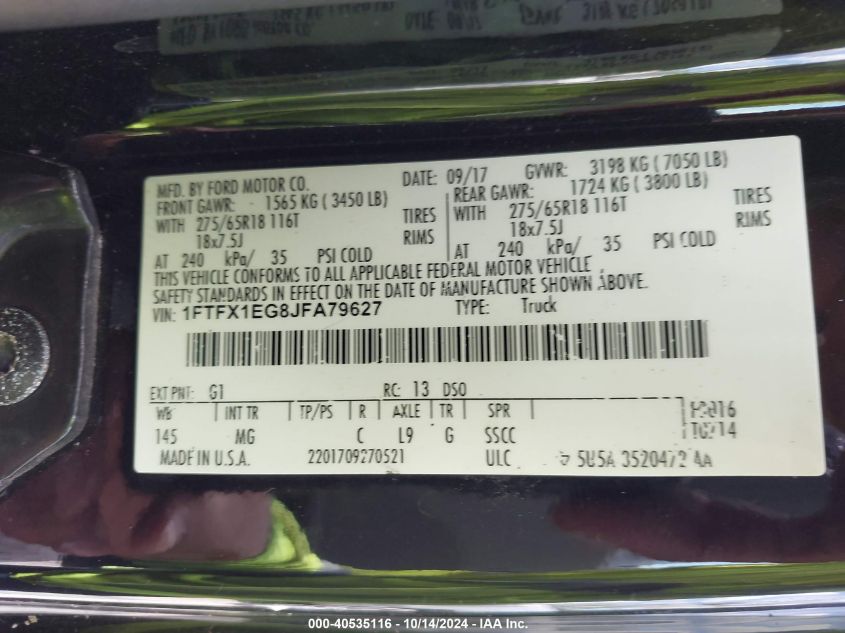 MFD. BY FORD MOTOR CO. DATE: 09/17 GVWR: 3198 KG ( 7050 LB)
FRONT GAWR: 1565 KG ( 3450 LB) REAR GAWR: 1724 KG ( 3800 LB)
WITH 275/65R18 116T TIRES WITH 275/65R18 116T TIRES
18x7.5J RIMS 18x7.5J RIMS
AT 240 kPa/ 35 PSI COLD AT 240 kPa/ 35 PSI COLD
THIS VEHICLE CONFORMS TO ALL APPLICABLE FEDERAL MOTOR VEHICLE
SAFETY STANDARDS IN EFFECT ON THE DATE OF MANUFACTURE SHOWN ABOVE.
VIN: 1FTFX1EG8JFA79627 TYPE: Truck
EXT PNT: G1 RC: 13 DSO
WB INT TR TP/PS R AXLE TR SPR
145 MG C L9 G SSCC
MADE IN U.S.A. 2201709270521 ULC
000-40535116 - 10/14/2024 - IAA Inc.